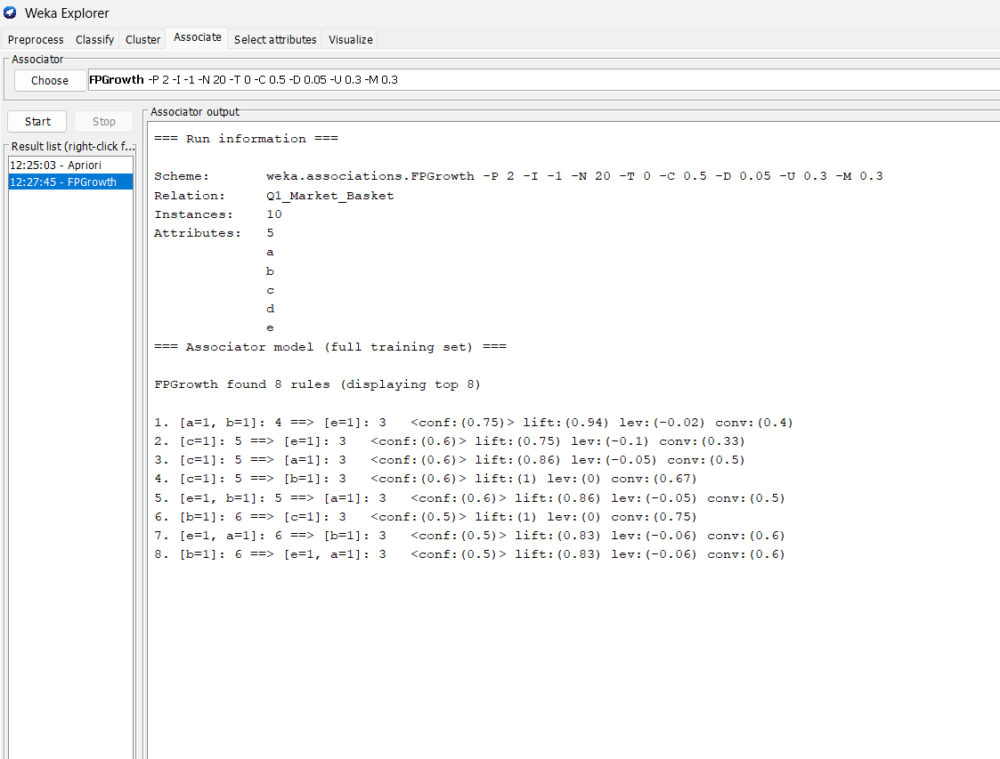 Weka Explorer
Preprocess Classify Cluster Associate Select attributes Visualize
Associator
Choose FPGrowth -P 2 -I -1 -N 20 -T 0 -C 0.5 -D 0.05 -U 0.3 -M 0.3
Start Stop
Result list (right-click f...
12:25:03 - Apriori
12:27:45 - FPGrowth
Associator output
=== Run information ===
Scheme: weka.associations.FPGrowth -P 2 -I -1 -N 20 -T 0 -C 0.5 -D 0.05 -U 0.3 -M 0.3
Relation: Q1_Market_Basket
Instances: 10
Attributes: 5
a
b
c
d
e
=== Associator model (full training set) ===
FPGrowth found 8 rules (displaying top 8)
1. [a=1, b=1]: 4 ==> [e=1]: 3 <conf:(0.75)> lift:(0.94) lev:(-0.02) conv:(0.4)
2. [c=1]: 5 ==> [e=1]: 3 <conf:(0.6)> lift:(0.75) lev:(-0.1) conv:(0.33)
3. [c=1]: 5 ==> [a=1]: 3 <conf:(0.6)> lift:(0.86) lev:(-0.05) conv:(0.5)
4. [c=1]: 5 ==> [b=1]: 3 <conf:(0.6)> lift:(1) lev:(0) conv:(0.67)
5. [e=1, b=1]: 5 ==> [a=1]: 3 <conf:(0.6)> lift:(0.86) lev:(-0.05) conv:(0.5)
6. [b=1]: 6 ==> [c=1]: 3 <conf:(0.5)> lift:(1) lev:(0) conv:(0.75)
7. [e=1, a=1]: 6 ==> [b=1]: 3 <conf:(0.5)> lift:(0.83) lev:(-0.06) conv:(0.6)
8. [b=1]: 6 ==> [e=1, a=1]: 3 <conf:(0.5)> lift:(0.83) lev:(-0.06) conv:(0.6)